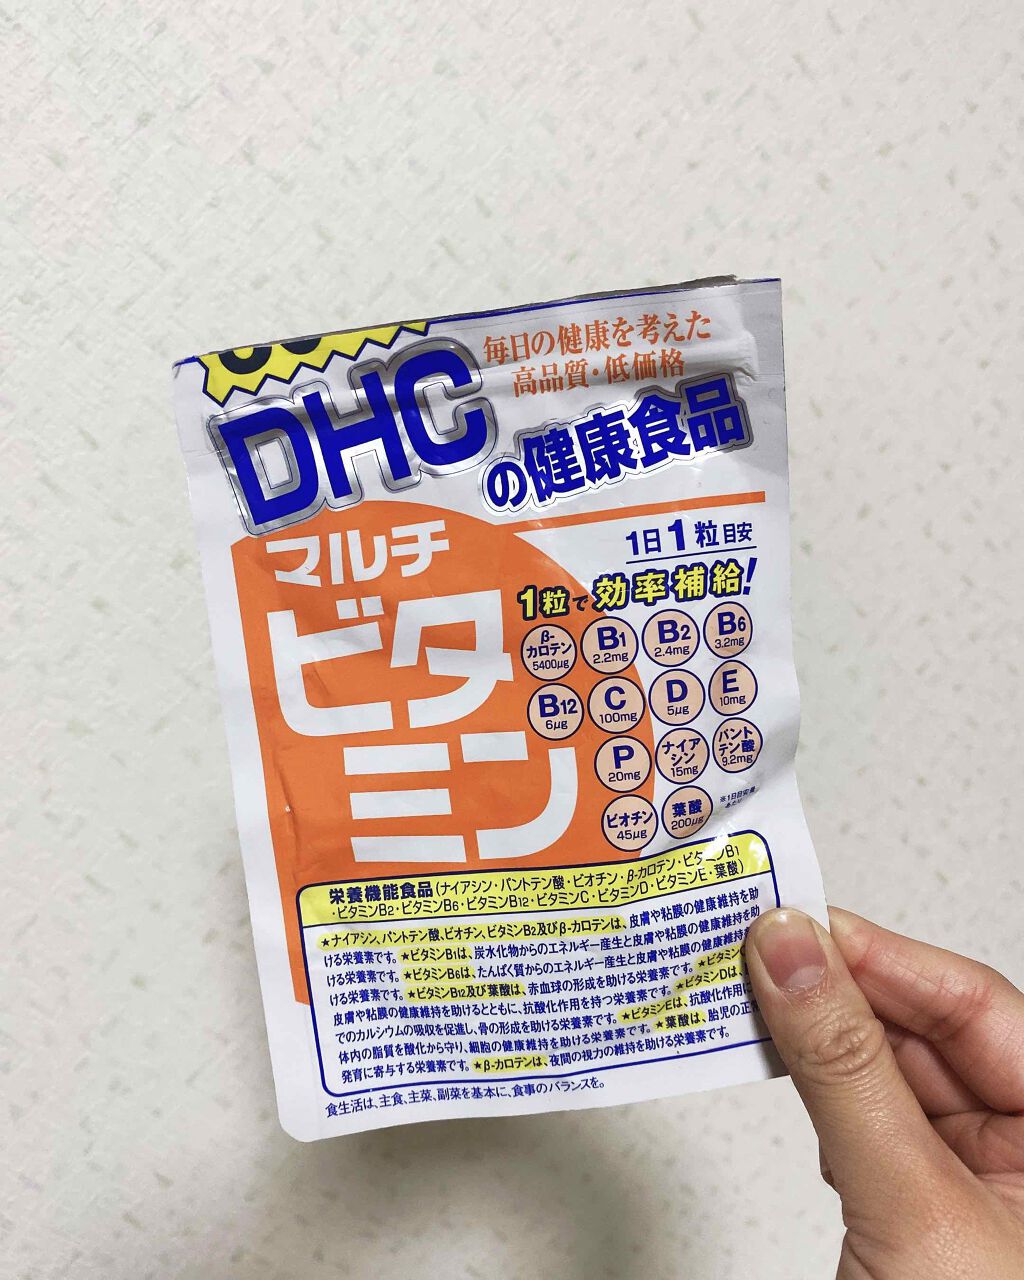 毎日の健康を考えた
高品質・低価格
DHC
の健康食品
マルチ
ビタ
ミン
1日1粒目安
1粒で効率補給!
β-カロテン 5400μg
B1 2.2mg
B2 2.4mg
B6 3.2mg
B12 6μg
C 100mg
D 5μg
E 10mg
P 20mg
ナイアシン 15mg
パントテン酸 9.2mg
ビオチン 45μg
葉酸 200μg
栄養機能食品(ナイアシン・パントテン酸・ビオチン・β-カロテン・ビタミンB1
・ビタミンB2・ビタミンB6・ビタミンB12・ビタミンC・ビタミンD・ビタミンE・葉酸)
★ナイアシン、パントテン酸、ビオチン、ビタミンB2及びβ-カロテンは、皮膚や粘膜の健康維持を助
ける栄養素です。★ビタミンB1は、炭水化物からのエネルギー産生と皮膚や粘膜の健康維持を助
ける栄養素です。★ビタミンB6は、たんぱく質からのエネルギー産生と皮膚や粘膜の健康維持を
ける栄養素です。★ビタミンB12及び葉酸は、赤血球の形成を助ける栄養素です。★ビタミン
皮膚や粘膜の健康維持を助けるとともに、抗酸化作用を持つ栄養素です。★ビタミンDは、
でのカルシウムの吸収を促進し、骨の形成を助ける栄養素です。★ビタミンEは、抗酸化作用に
体内の脂質を酸化から守り、細胞の健康維持を助ける栄養素です。★葉酸は、胎児の正常
発育に寄与する栄養素です。★β-カロテンは、夜間の視力の維持を助ける栄養素です。
食生活は、主食、主菜、副菜を基本に、食事のバランスを。